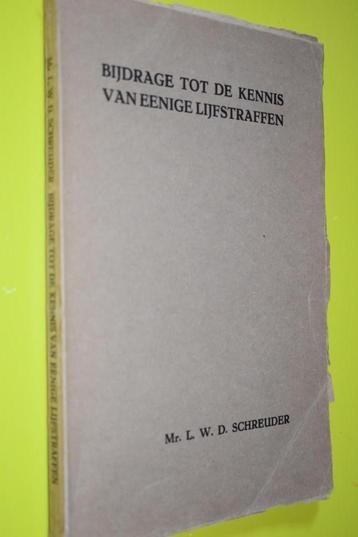 BIJDRAGE TOT DE KENNIS
VAN EENIGE LIJFSTRAFFEN
Mr. L. W. D. SCHREUDER
Mr. L. W. D. SCHREUDER BIJDRAGE TOT DE KENNIS VAN EENIGE LIJFSTRAFFEN